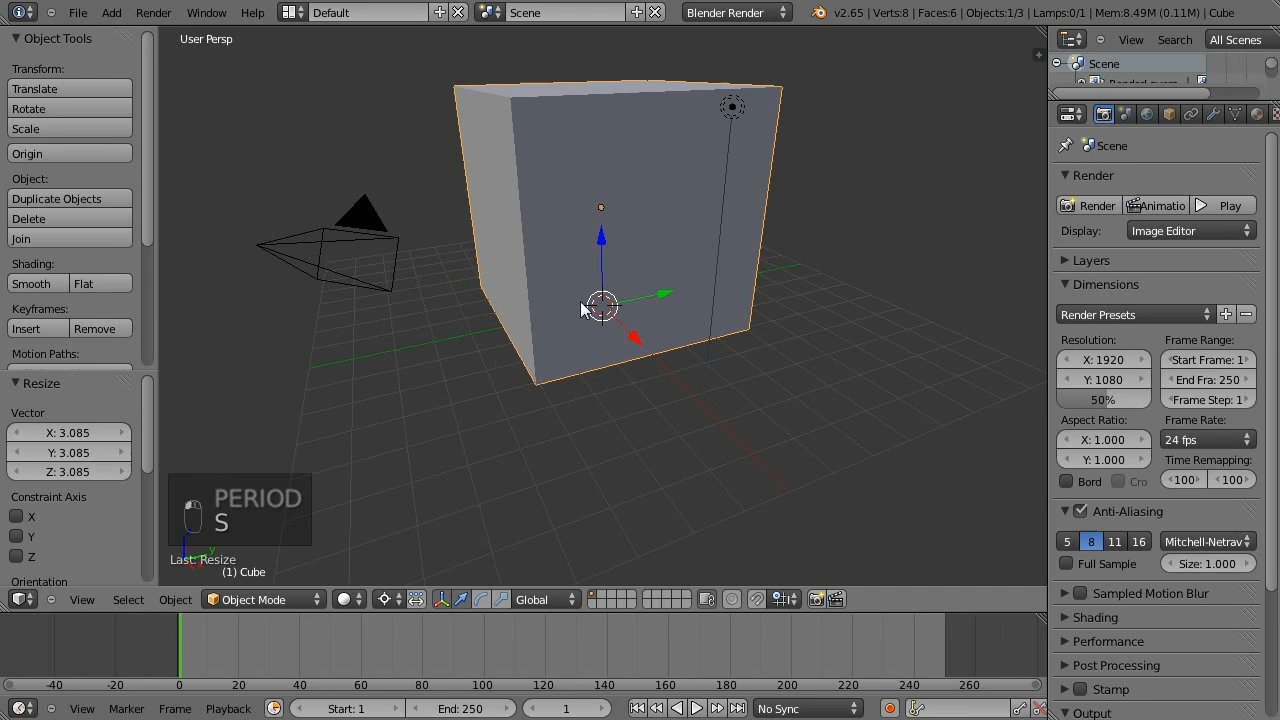 File Add Render Window Help Default Scene Blender Render v2.65 | Verts:8 | Faces:6 | Objects:1/3 | Lamps:0/1 | Mem:8.49M (0.11M) | Cube
Object Tools
Transform:
Translate
Rotate
Scale
Origin
Object:
Duplicate Objects
Delete
Join
Shading:
Smooth Flat
Keyframes:
Insert Remove
Motion Paths:
Resize
Vector
X: 3.085
Y: 3.085
Z: 3.085
Constraint Axis
X
Y
Z
Orientation
User Persp
PERIOD
S
y
Last: Resize
(1) Cube
View Select Object Object Mode Global
-40 -20 0 20 40 60 80 100 120 140 160 180 200 220 240 260
View Marker Frame Playback Start: 1 End: 250 1 No Sync
View Search All Scenes
Scene
Scene
Render
Render Animatio Play
Display: Image Editor
Layers
Dimensions
Render Presets
Resolution: Frame Range:
X: 1920 Start Frame: 1
Y: 1080 End Fra: 250
50% Frame Step: 1
Aspect Ratio: Frame Rate:
X: 1.000 24 fps
Y: 1.000 Time Remapping:
Bord Cro 100 100
Anti-Aliasing
5 8 11 16 Mitchell-Netrav
Full Sample Size: 1.000
Sampled Motion Blur
Shading
Performance
Post Processing
Stamp
Output